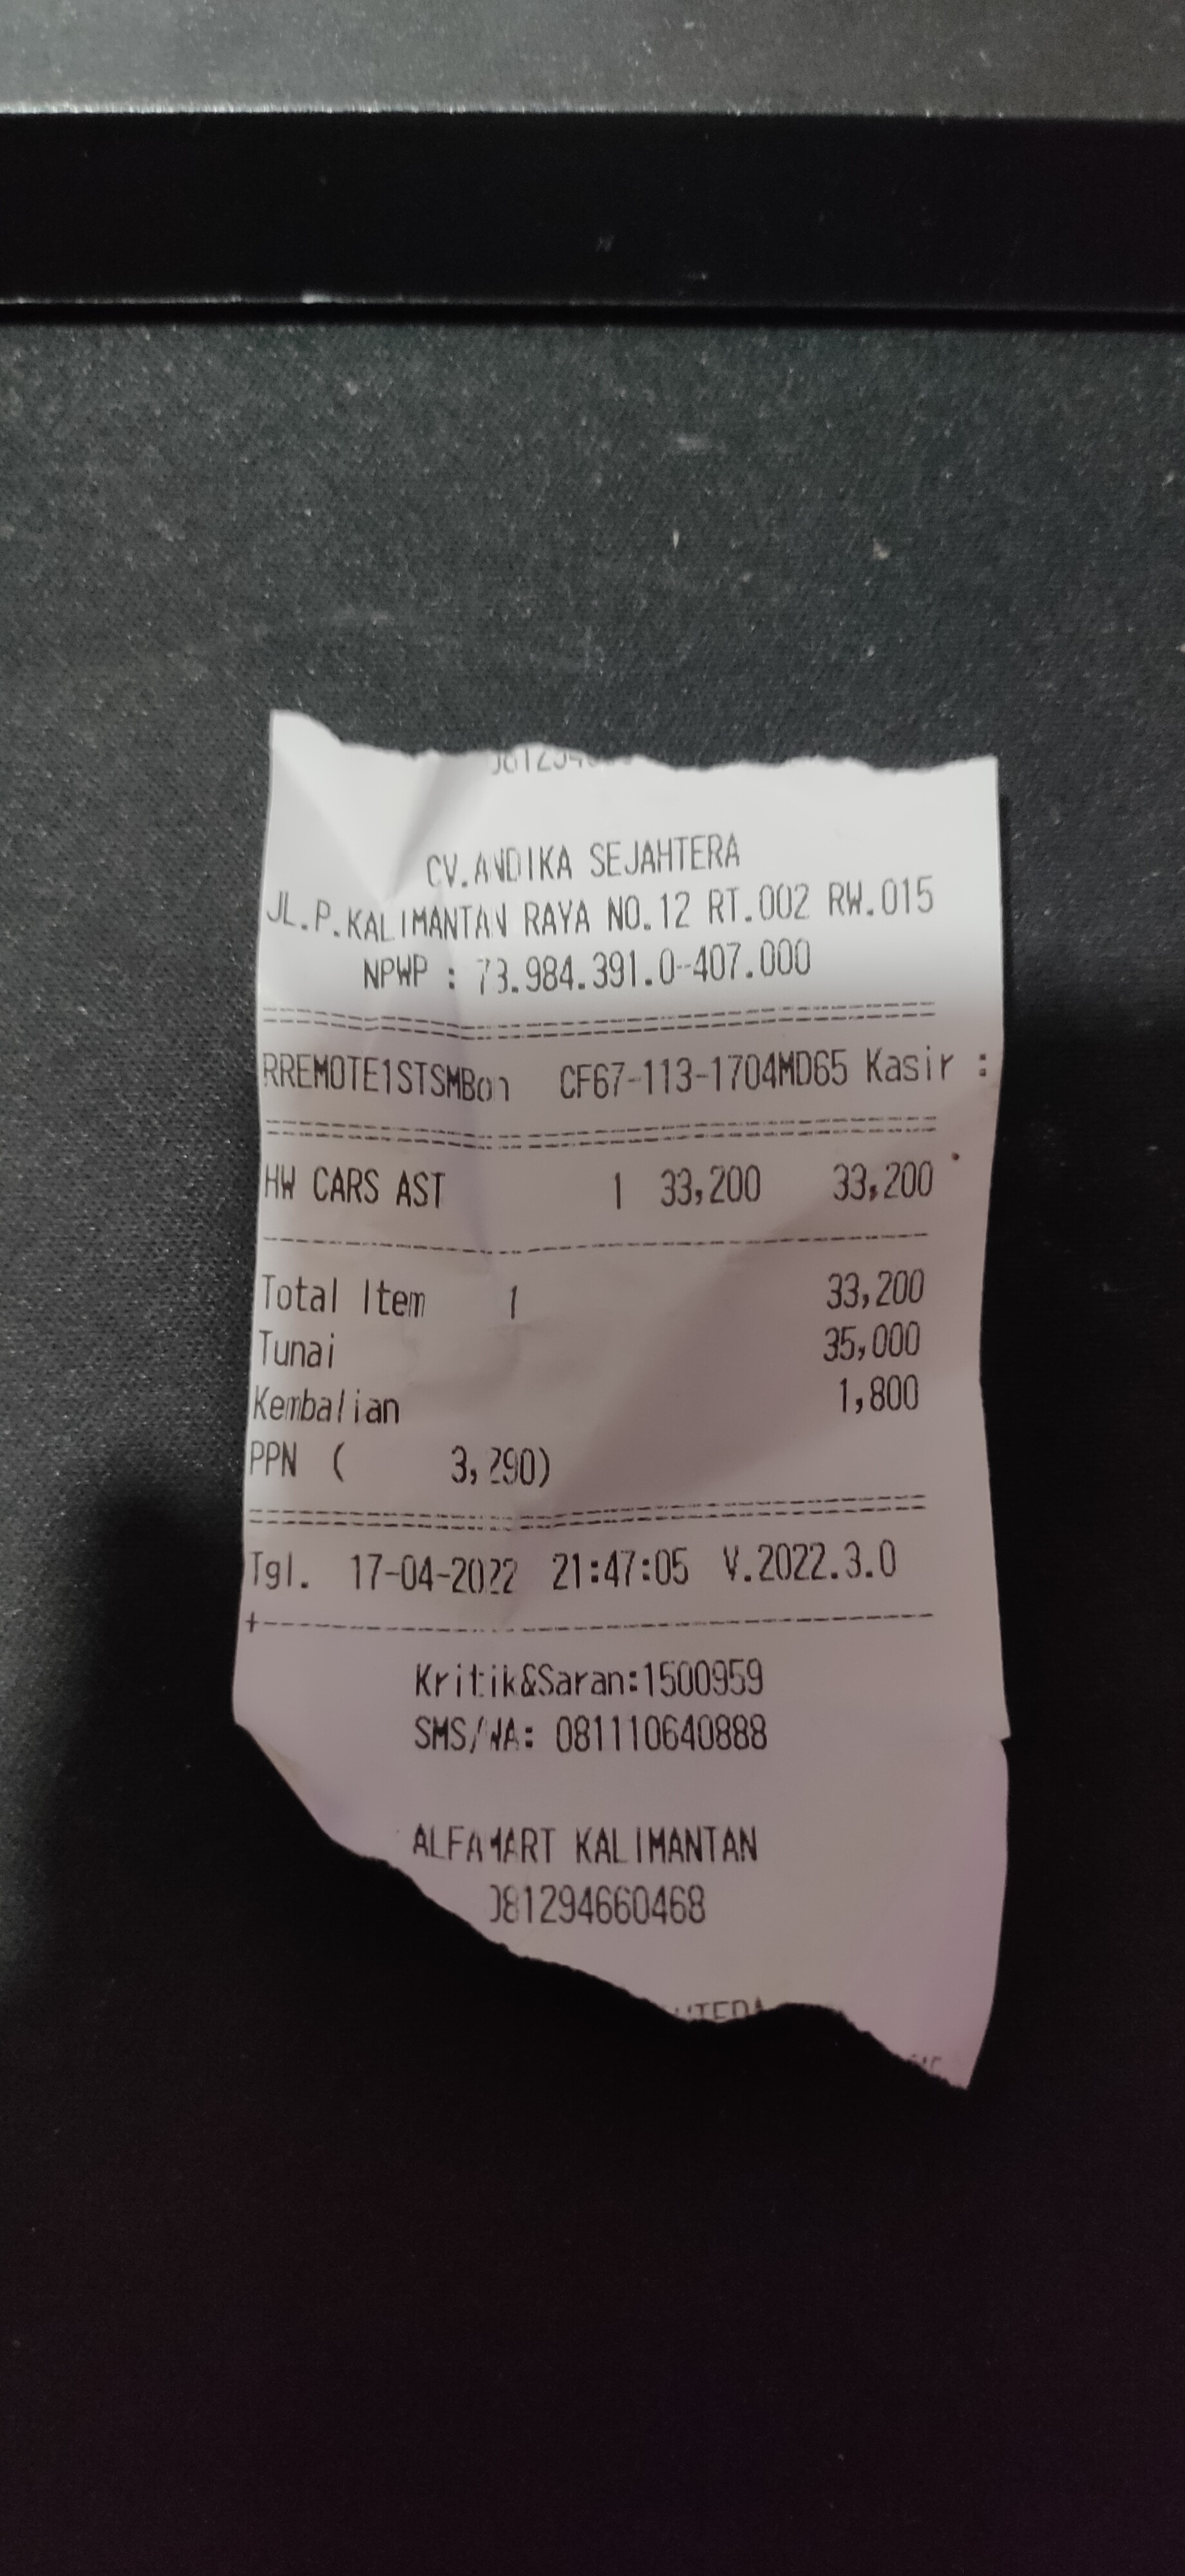 CV.ANDIKA SEJAHTERA
JL.P.KALIMANTAN RAYA NO.12 RT.002 RW.015
NPWP : 73.984.391.0-407.000
RREMOTE1STSMBon CF67-113-1704MD65 Kasir :
HW CARS AST 1 33,200 33,200
Total Item 1 33,200
Tunai 35,000
Kembalian 1,800
PPN ( 3,290)
Tgl. 17-04-2022 21:47:05 V.2022.3.0
Kritik&Saran:1500959
SMS/WA: 081110640888
ALFAMART KALIMANTAN
081294660468